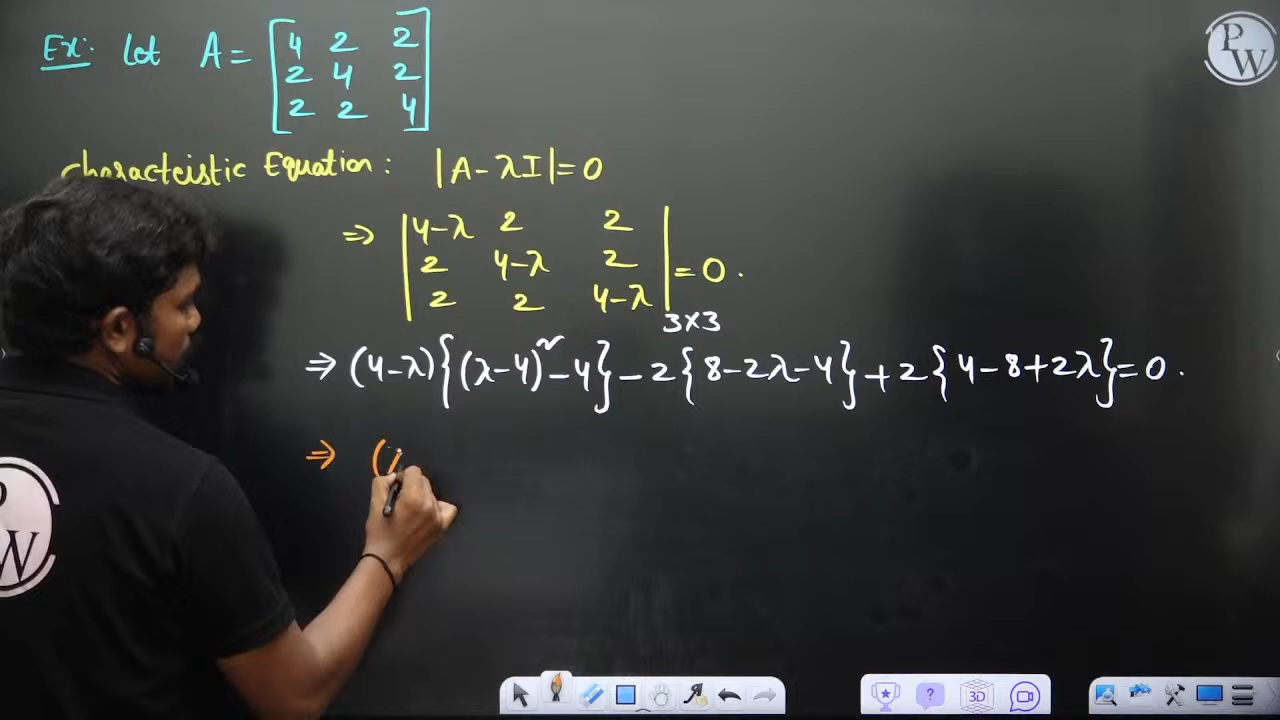 Ex: Let A = [4 2 2
2 4 2
2 2 4]
characteistic Equation: |A - λI| = 0
⇒ |4-λ 2 2
2 4-λ 2
2 2 4-λ| = 0.
3×3
⇒ (4-λ){(λ-4)² - 4} - 2{8-2λ-4} + 2{4-8+2λ} = 0.
⇒ (
PW
PW
?
3D